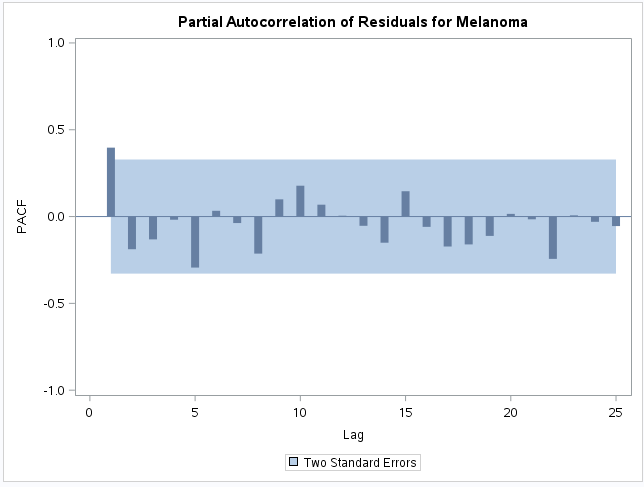 Partial Autocorrelation of Residuals for Melanoma
1.0
0.5
0.0
-0.5
-1.0
PACF
0 5 10 15 20 25
Lag
Two Standard Errors